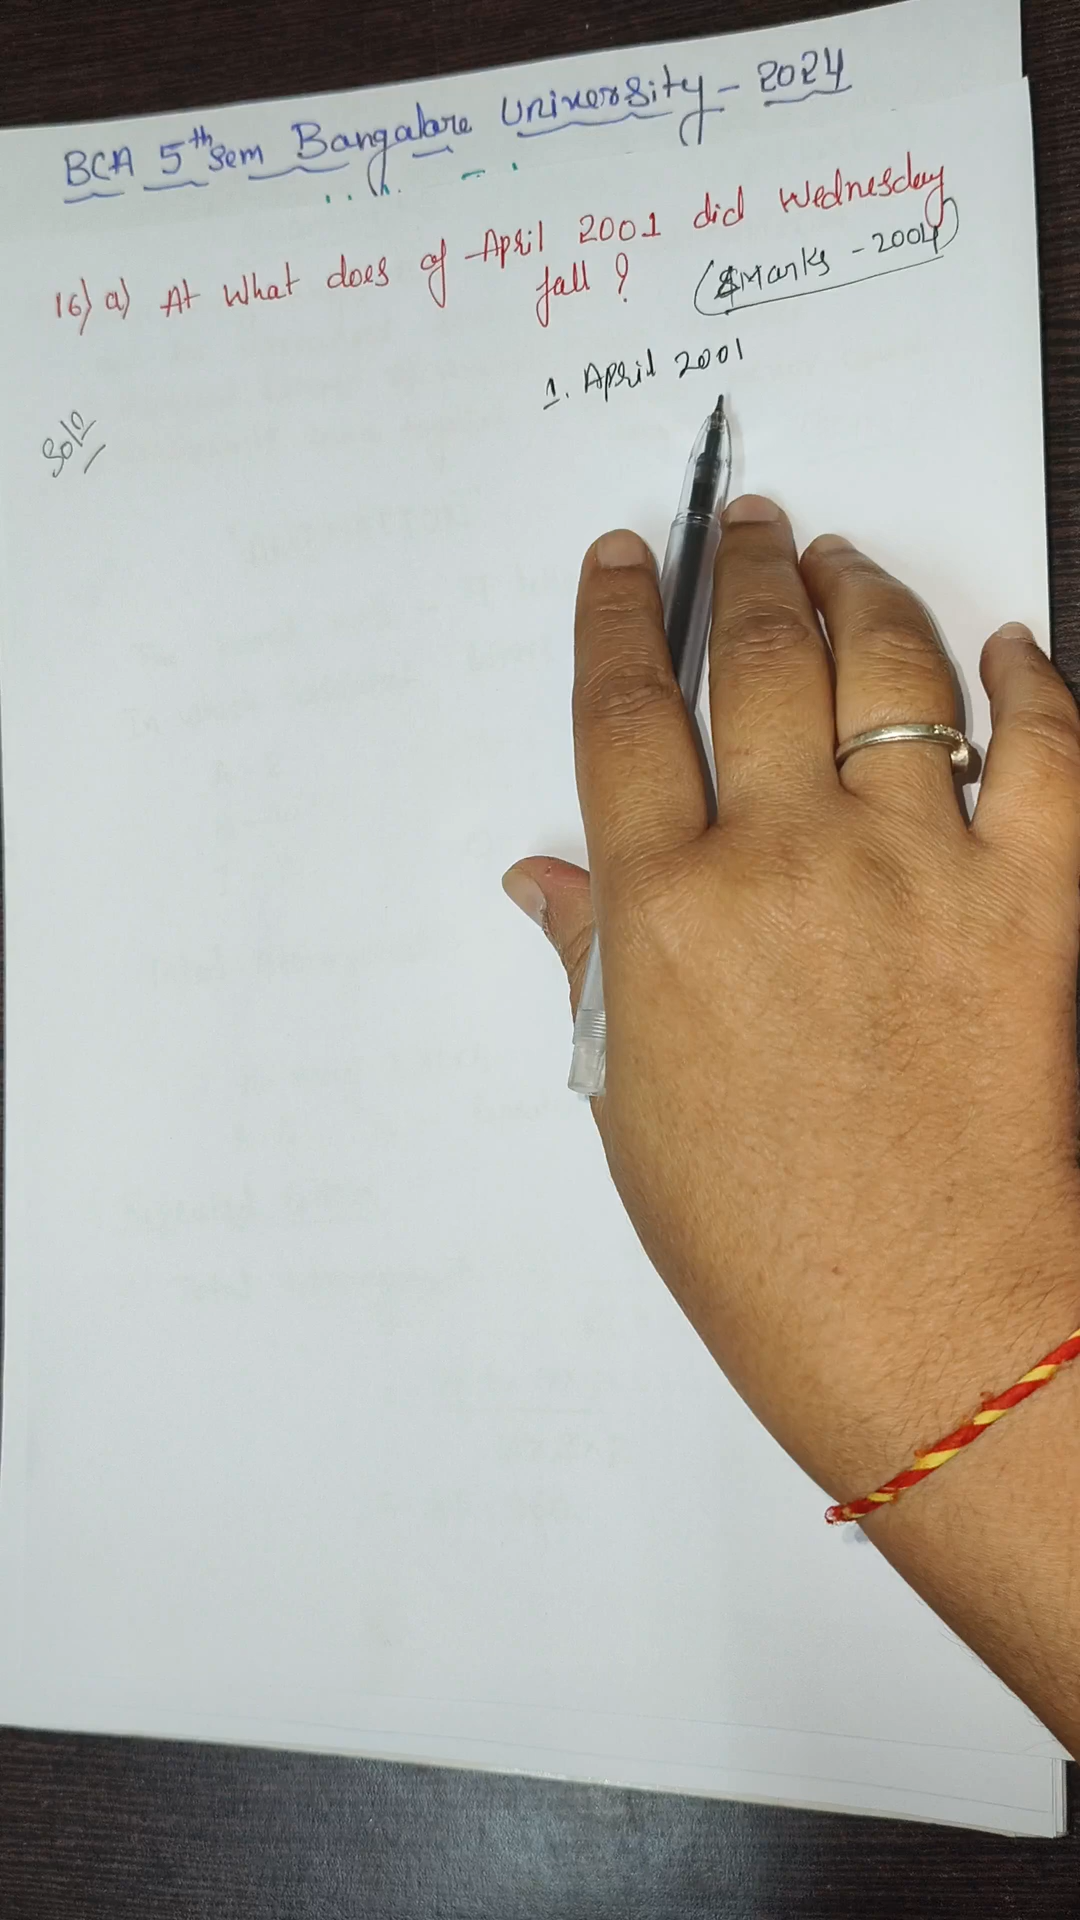 BCA 5th Sem Bangalore University - 2024
16) a) At What does of April 2001 did Wednesday
fall ? (Marks - 2004)
1. April 2001
Soln